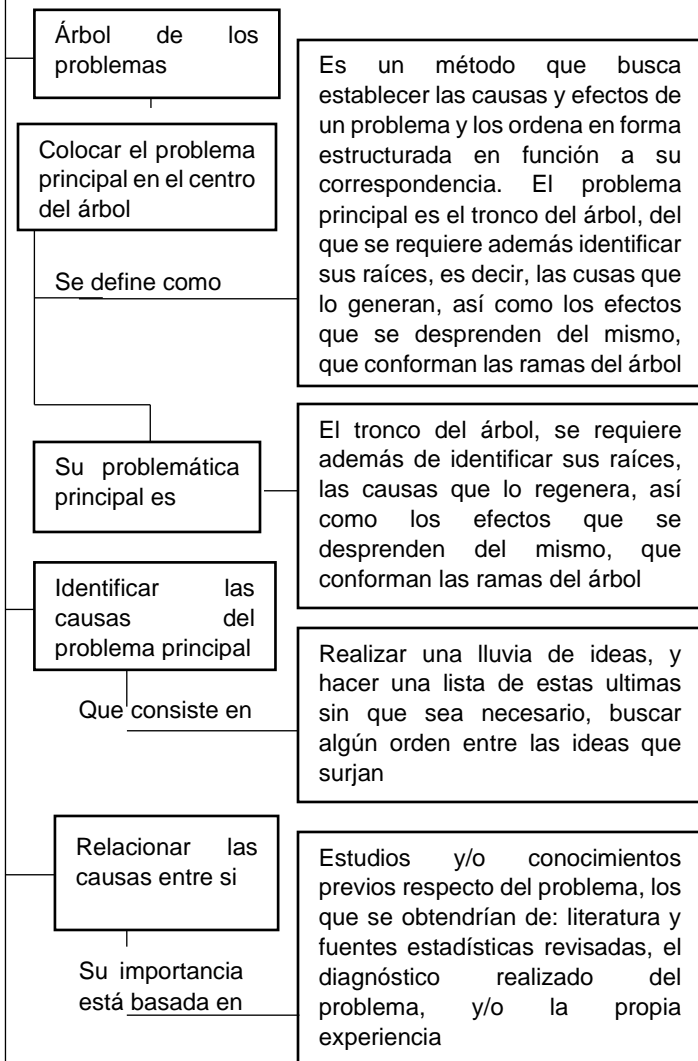 Árbol de los
problemas
Es un método que busca
establecer las causas y efectos de
un problema y los ordena en forma
estructurada en función a su
correspondencia. El problema
principal es el tronco del árbol, del
que se requiere además identificar
sus raíces, es decir, las cusas que
lo generan, así como los efectos
que se desprenden del mismo,
que conforman las ramas del árbol
Colocar el problema
principal en el centro
del árbol
Se define como
Su problemática
principal es
El tronco del árbol, se requiere
además de identificar sus raíces,
las causas que lo regenera, así
como los efectos que se
desprenden del mismo, que
conforman las ramas del árbol
Identificar las
causas del
problema principal
Que consiste en
Realizar una lluvia de ideas, y
hacer una lista de estas ultimas
sin que sea necesario, buscar
algún orden entre las ideas que
surjan
Relacionar las
causas entre si
Su importancia
está basada en
Estudios y/o conocimientos
previos respecto del problema, los
que se obtendrían de: literatura y
fuentes estadísticas revisadas, el
diagnóstico realizado del
problema, y/o la propia
experiencia